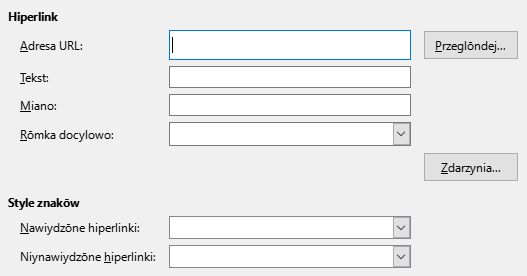 Hiperlink
Adresa URL:
Przeglōndej...
Tekst:
Miano:
Rōmka docylowo:
Zdarzynia...
Style znakōw
Nawiydzōne hiperlinki:
Niynawiydzōne hiperlinki: